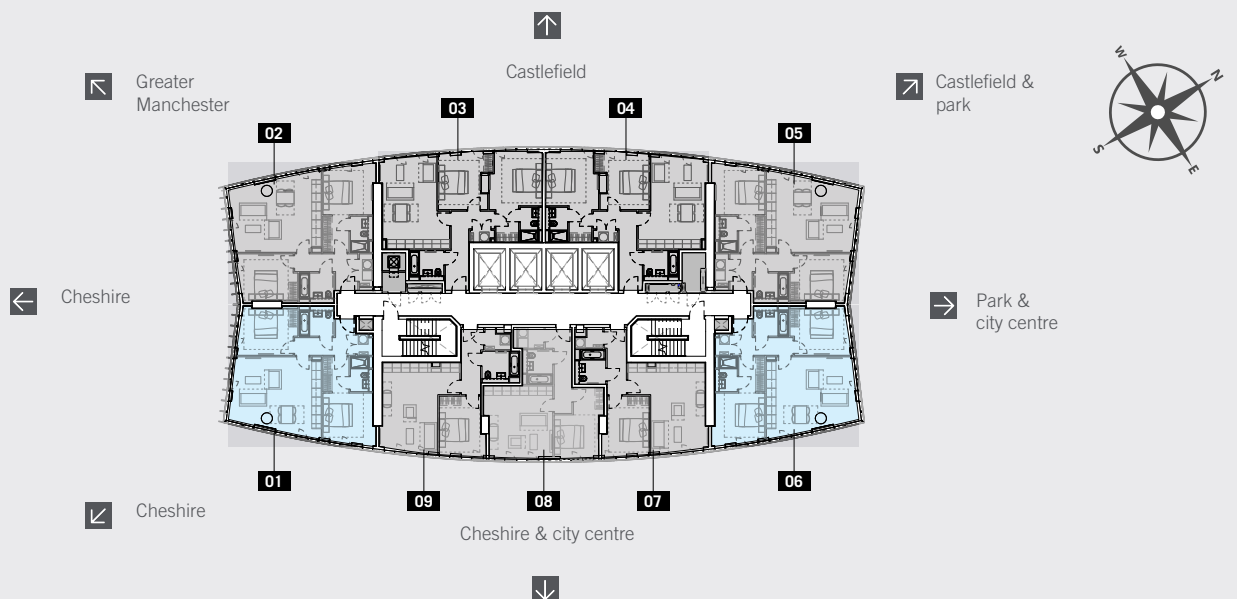 Castlefield
Greater
Manchester
Castlefield &
park
W
N
S
E
03
04
02
05
Cheshire
Park &
city centre
01
06
09
08
07
Cheshire
Cheshire & city centre